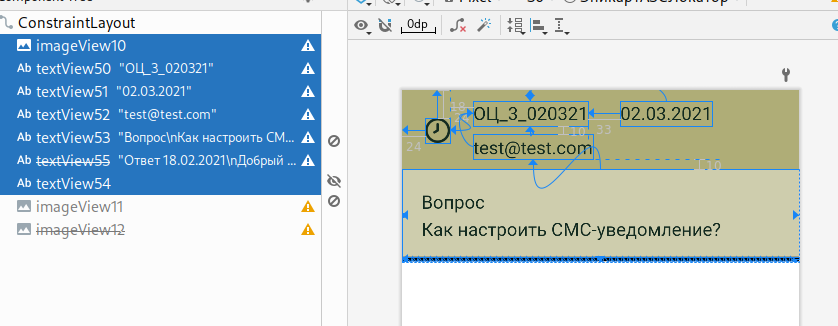 ConstraintLayout
imageView10
Ab textView50 "ОЦ_3_020321"
Ab textView51 "02.03.2021"
Ab textView52 "test@test.com"
Ab textView53 "Вопрос\nКак настроить СМ...
Ab textView55 "Ответ 18.02.2021\nДобрый ...
Ab textView54
imageView11
imageView12
0dp
18
ОЦ_3_020321
02.03.2021
10
33
24
test@test.com
10
Вопрос
Как настроить СМС-уведомление?